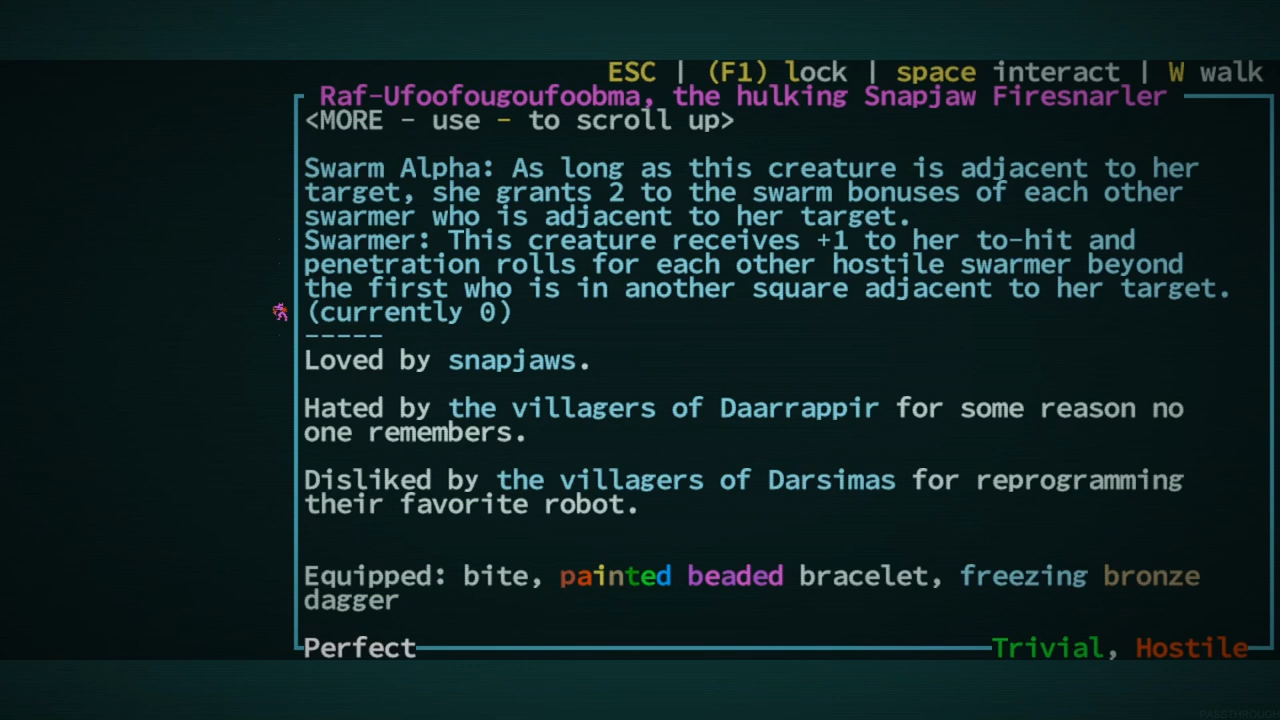 ESC | (F1) lock | space interact | W walk
Raf-Ufoofougoufoobma, the hulking Snapjaw Firesnarler
<MORE - use - to scroll up>
Swarm Alpha: As long as this creature is adjacent to her
target, she grants 2 to the swarm bonuses of each other
swarmer who is adjacent to her target.
Swarmer: This creature receives +1 to her to-hit and
penetration rolls for each other hostile swarmer beyond
the first who is in another square adjacent to her target.
(currently 0)
-----
Loved by snapjaws.
Hated by the villagers of Daarrappir for some reason no
one remembers.
Disliked by the villagers of Darsimas for reprogramming
their favorite robot.
Equipped: bite, painted beaded bracelet, freezing bronze
dagger
Perfect
Trivial, Hostile